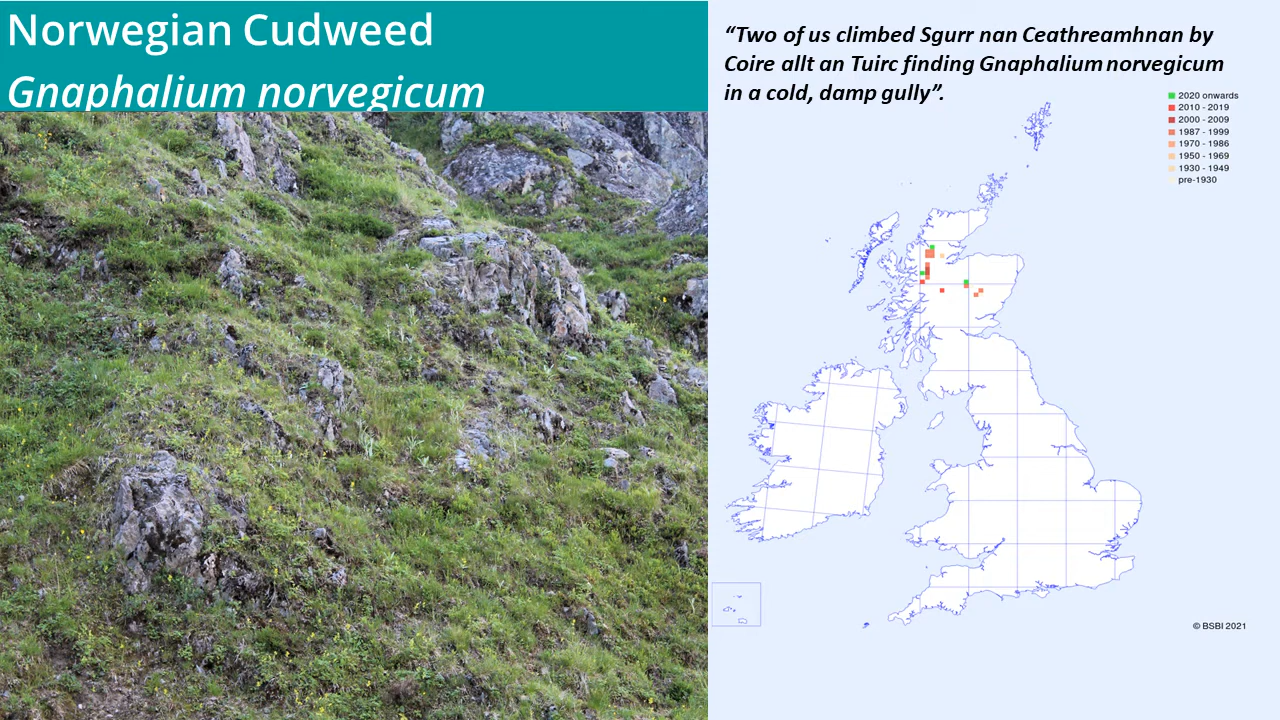 Norwegian Cudweed
Gnaphalium norvegicum
“Two of us climbed Sgurr nan Ceathreamhnan by
Coire allt an Tuirc finding Gnaphalium norvegicum
in a cold, damp gully”.
2020 onwards
2010 - 2019
2000 - 2009
1987 - 1999
1970 - 1986
1950 - 1969
1930 - 1949
pre-1930
© BSBI 2021